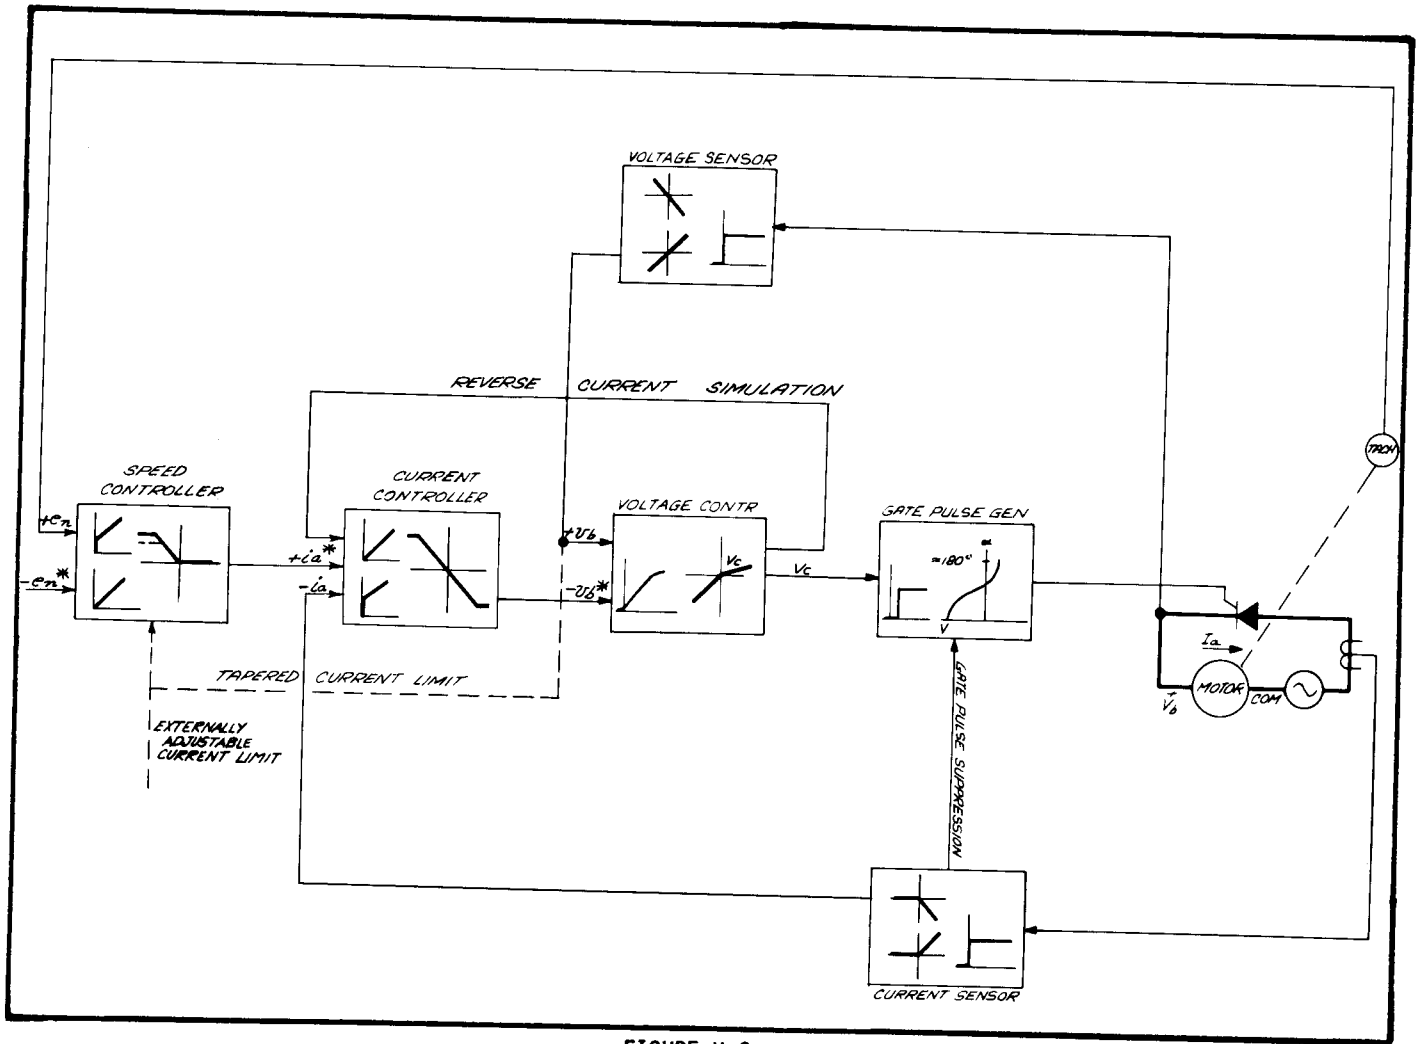 VOLTAGE SENSOR
REVERSE CURRENT SIMULATION
TACH
SPEED
CONTROLLER
CURRENT
CONTROLLER
VOLTAGE CONTR
GATE PULSE GEN
+en
-en*
+ia*
-ia
+vb
-vb*
Vc
Vc
α
≈180°
V
Ia
MOTOR
COM
+
Vb
TAPERED CURRENT LIMIT
EXTERNALLY
ADJUSTABLE
CURRENT LIMIT
GATE PULSE SUPPRESSION
CURRENT SENSOR